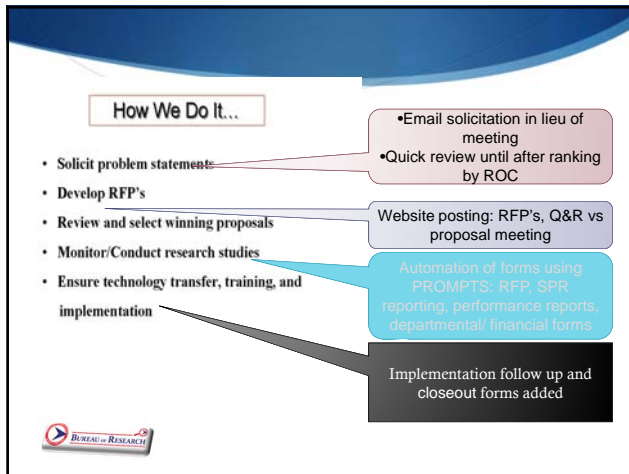 How We Do It...
• Solicit problem statements
• Develop RFP's
• Review and select winning proposals
• Monitor/Conduct research studies
• Ensure technology transfer, training, and
implementation
•Email solicitation in lieu of
meeting
•Quick review until after ranking
by ROC
Website posting: RFP's, Q&R vs
proposal meeting
Automation of forms using
PROMPTS: RFP, SPR
reporting, performance reports,
departmental/ financial forms
Implementation follow up and
closeout forms added
BUREAU OF RESEARCH